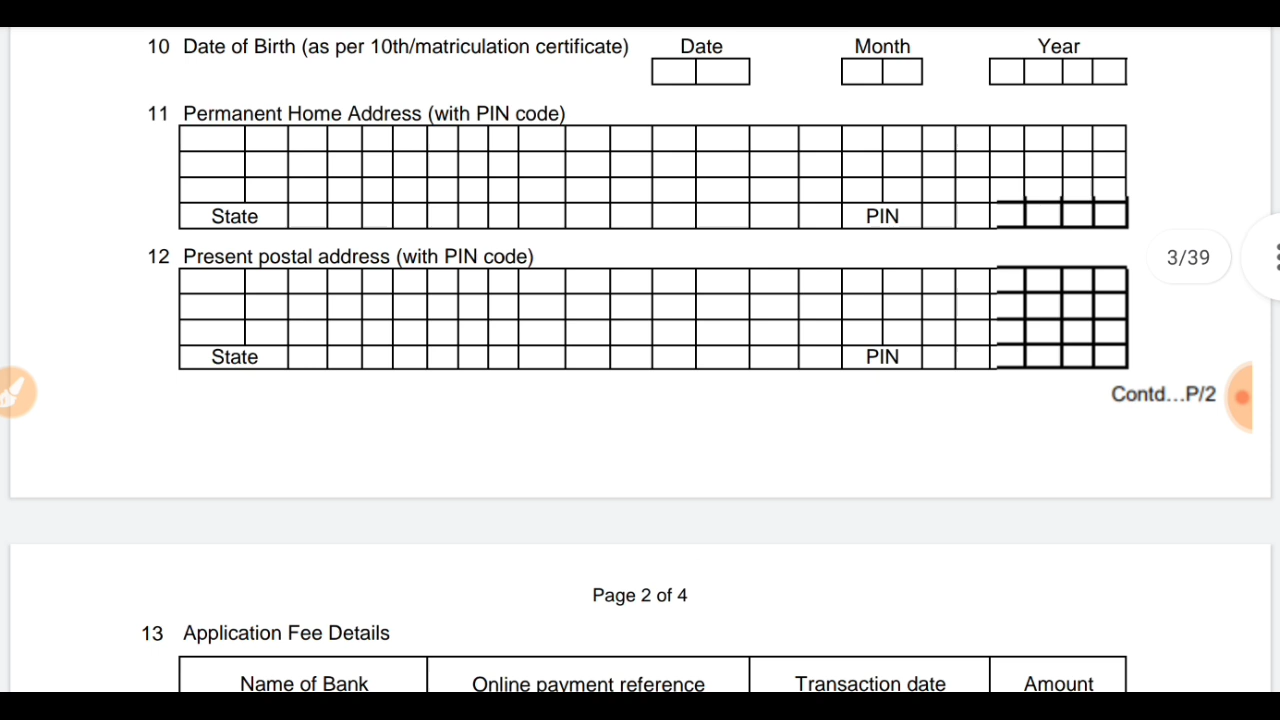 10 Date of Birth (as per 10th/matriculation certificate) Date Month Year
11 Permanent Home Address (with PIN code)
State PIN
12 Present postal address (with PIN code)
3/39
State PIN
Contd...P/2
Page 2 of 4
13 Application Fee Details
Name of Bank Online payment reference Transaction date Amount